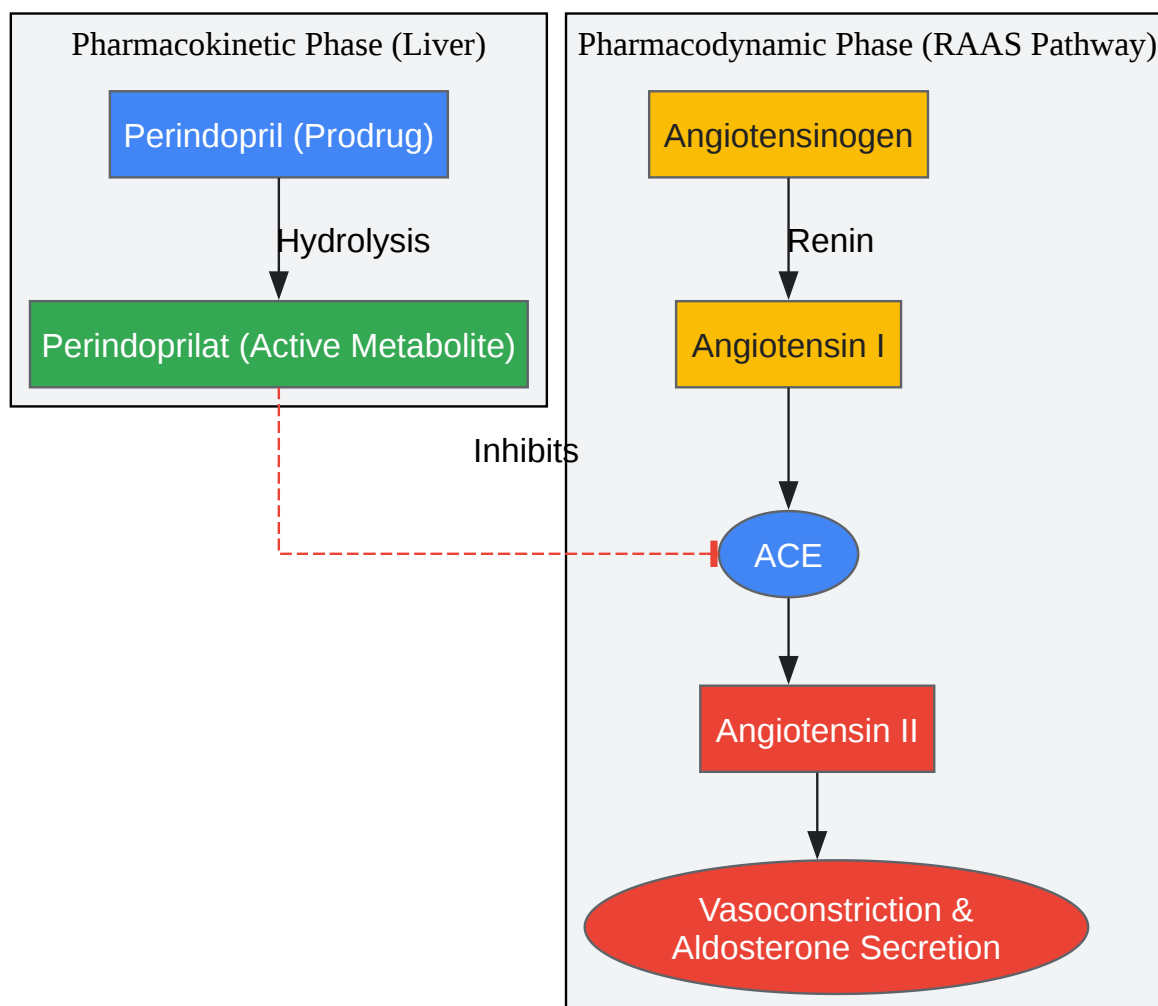 Pharmacokinetic Phase (Liver)
Perindopril (Prodrug)
Hydrolysis
Perindoprilat (Active Metabolite)
Inhibits
Pharmacodynamic Phase (RAAS Pathway)
Angiotensinogen
Renin
Angiotensin I
ACE
Angiotensin II
Vasoconstriction &
Aldosterone Secretion